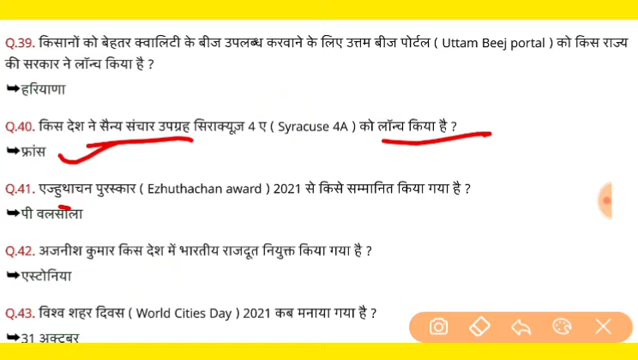 Q.39. किसानों को बेहतर क्वालिटी के बीज उपलब्ध करवाने के लिए उत्तम बीज पोर्टल ( Uttam Beej portal ) को किस राज्य
की सरकार ने लॉन्च किया है ?
➡हरियाणा
Q.40. किस देश ने सैन्य संचार उपग्रह सिराक्यूज़ 4 ए ( Syracuse 4A ) को लॉन्च किया है ?
➡फ्रांस
Q.41. एज्हुथाचन पुरस्कार ( Ezhuthachan award ) 2021 से किसे सम्मानित किया गया है ?
➡पी वलसाला
Q.42. अजनीश कुमार किस देश में भारतीय राजदूत नियुक्त किया गया है ?
➡एस्टोनिया
Q.43. विश्व शहर दिवस ( World Cities Day ) 2021 कब मनाया गया है ?
➡31 अक्टूबर